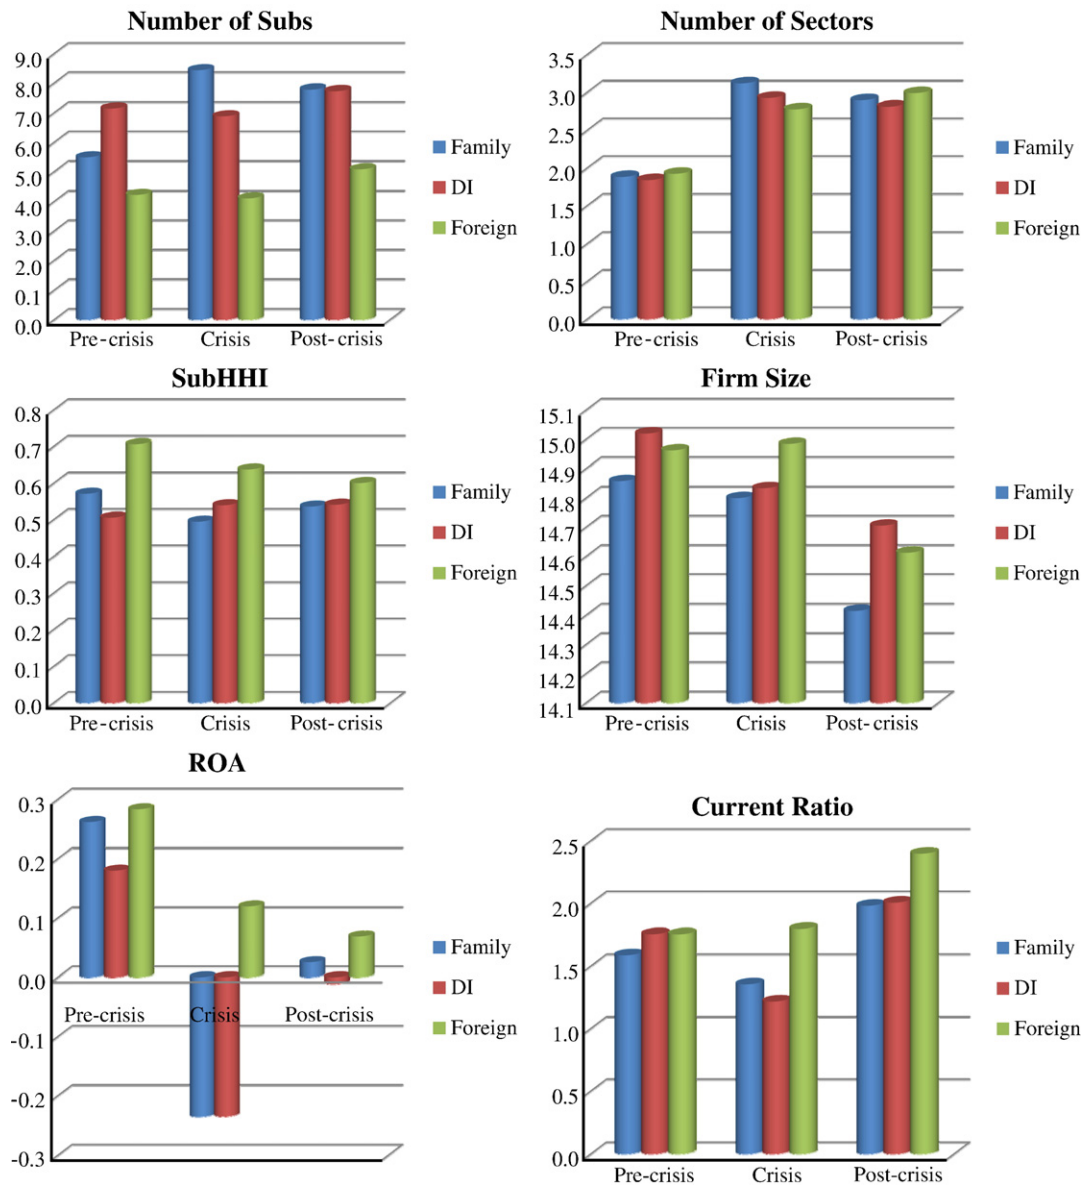 Number of Subs
9.0
8.0
7.0
6.0
5.0
4.0
3.0
2.0
0.1
0.0
Pre-crisis Crisis Post-crisis
Family
DI
Foreign
Number of Sectors
3.5
3.0
2.5
2.0
1.5
1.0
0.5
0.0
Pre-crisis Crisis Post-crisis
Family
DI
Foreign
SubHHI
0.8
0.7
0.6
0.5
0.4
0.3
0.2
0.1
0.0
Pre-crisis Crisis Post-crisis
Family
DI
Foreign
Firm Size
15.1
15.0
14.9
14.8
14.7
14.6
14.5
14.4
14.3
14.2
14.1
Pre-crisis Crisis Post-crisis
Family
DI
Foreign
ROA
0.3
0.2
0.1
0.0
-0.1
-0.2
-0.3
Pre-crisis Crisis Post-crisis
Family
DI
Foreign
Current Ratio
2.5
2.0
1.5
1.0
0.5
0.0
Pre-crisis Crisis Post-crisis
Family
DI
Foreign